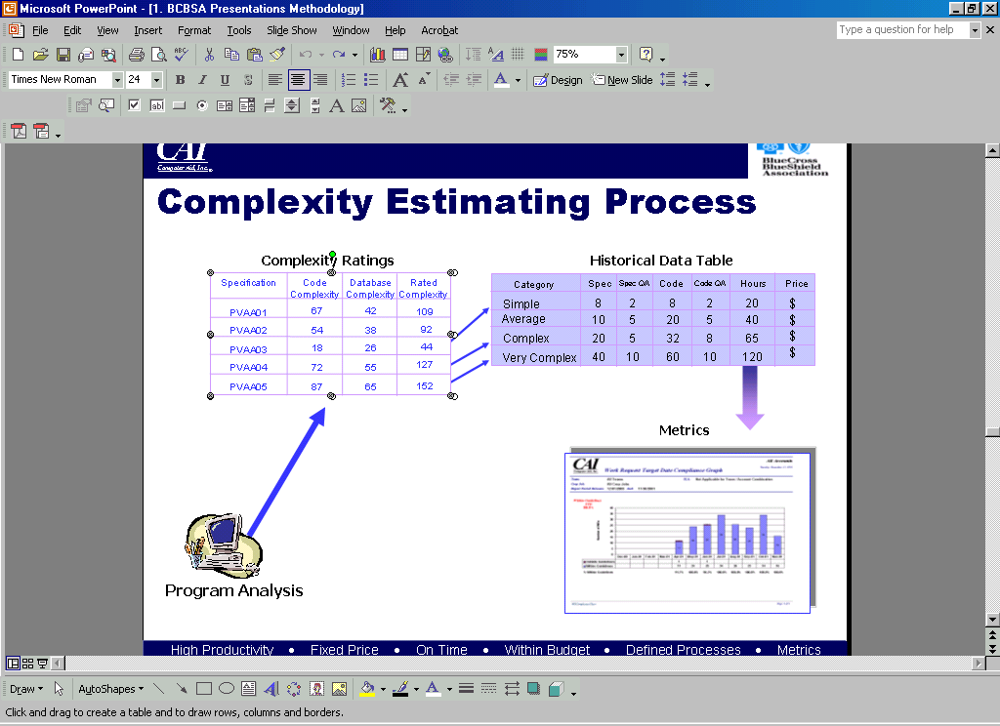 Microsoft PowerPoint - [1. BCBSA Presentations Methodology]
File Edit View Insert Format Tools Slide Show Window Help Acrobat Type a question for help
75%
Times New Roman 24 B I U S Design New Slide
CAI
Computer Aid, Inc.
BlueCross
BlueShield
Association
Complexity Estimating Process
Complexity Ratings
Specification Code Complexity Database Complexity Rated Complexity
PVAA01 67 42 109
PVAA02 54 38 92
PVAA03 18 26 44
PVAA04 72 55 127
PVAA05 87 65 152
Historical Data Table
Category Spec Spec QA Code Code QA Hours Price
Simple 8 2 8 2 20 $
Average 10 5 20 5 40 $
Complex 20 5 32 8 65 $
Very Complex 40 10 60 10 120 $
Metrics
CAI
Work Request Target Date Compliance Graph
Program Analysis
High Productivity • Fixed Price • On Time • Within Budget • Defined Processes • Metrics
Draw AutoShapes
Click and drag to create a table and to draw rows, columns and borders.